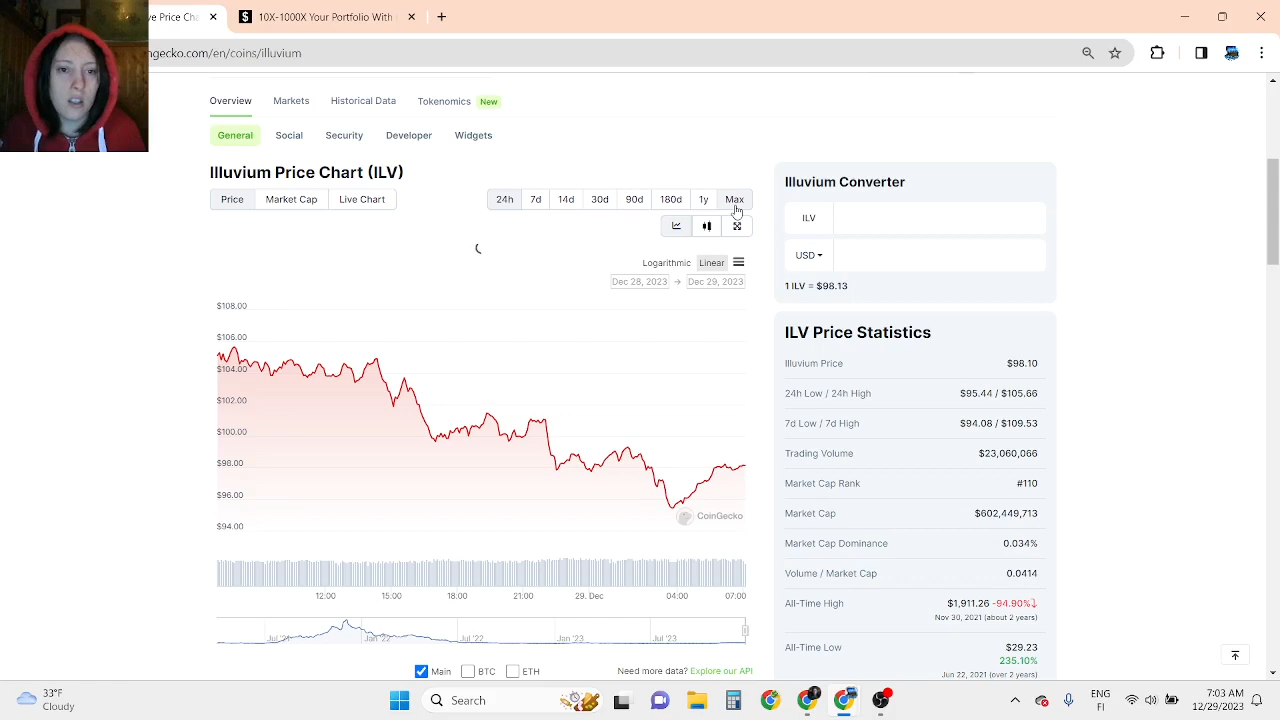 ve Price Cha
10X-1000X Your Portfolio With
ngecko.com/en/coins/illuvium
Overview Markets Historical Data Tokenomics New
General Social Security Developer Widgets
Illuvium Price Chart (ILV)
Price Market Cap Live Chart
24h 7d 14d 30d 90d 180d 1y Max
Logarithmic Linear
Dec 28, 2023 → Dec 29, 2023
$108.00
$106.00
$104.00
$102.00
$100.00
$98.00
$96.00
$94.00
CoinGecko
12:00 15:00 18:00 21:00 29. Dec 04:00 07:00
Jul '21 Jan '22 Jul '22 Jan '23 Jul '23
Main BTC ETH
Need more data? Explore our API
Illuvium Converter
ILV
USD
1 ILV = $98.13
ILV Price Statistics
Illuvium Price $98.10
24h Low / 24h High $95.44 / $105.66
7d Low / 7d High $94.08 / $109.53
Trading Volume $23,060,066
Market Cap Rank #110
Market Cap $602,449,713
Market Cap Dominance 0.034%
Volume / Market Cap 0.0414
All-Time High $1,911.26 -94.90%
Nov 30, 2021 (about 2 years)
All-Time Low $29.23
235.10%
Jun 22, 2021 (over 2 years)
33°F
Cloudy
Search
ENG
FI
7:03 AM
12/29/2023